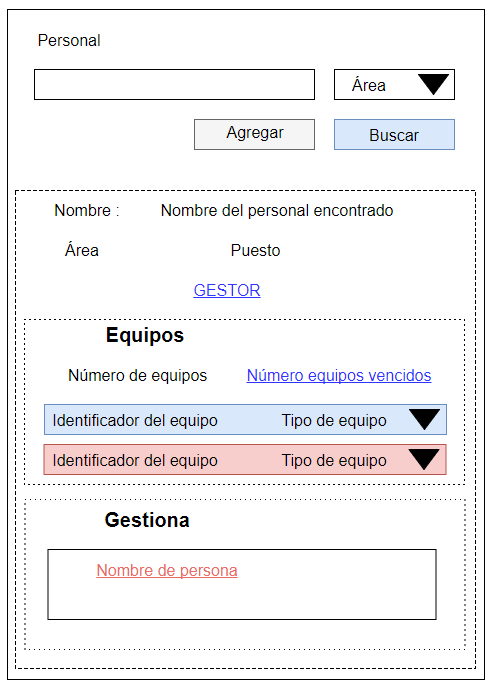 Personal
Área
Agregar Buscar
Nombre : Nombre del personal encontrado
Área Puesto
GESTOR
Equipos
Número de equipos Número equipos vencidos
Identificador del equipo Tipo de equipo
Identificador del equipo Tipo de equipo
Gestiona
Nombre de persona